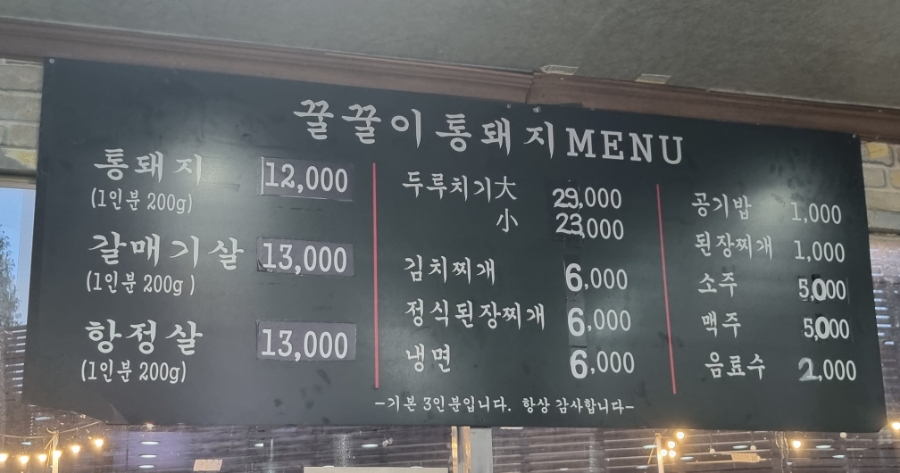 꿀꿀이통돼지MENU
통돼지 12,000
(1인분 200g)
갈매기살 13,000
(1인분 200g )
항정살 13,000
(1인분 200g)
두루치기大 29,000
小 23,000
김치찌개 6,000
정식된장찌개 6,000
냉면 6,000
공기밥 1,000
된장찌개 1,000
소주 5,000
맥주 5,000
음료수 2,000
-기본 3인분입니다. 항상 감사합니다-